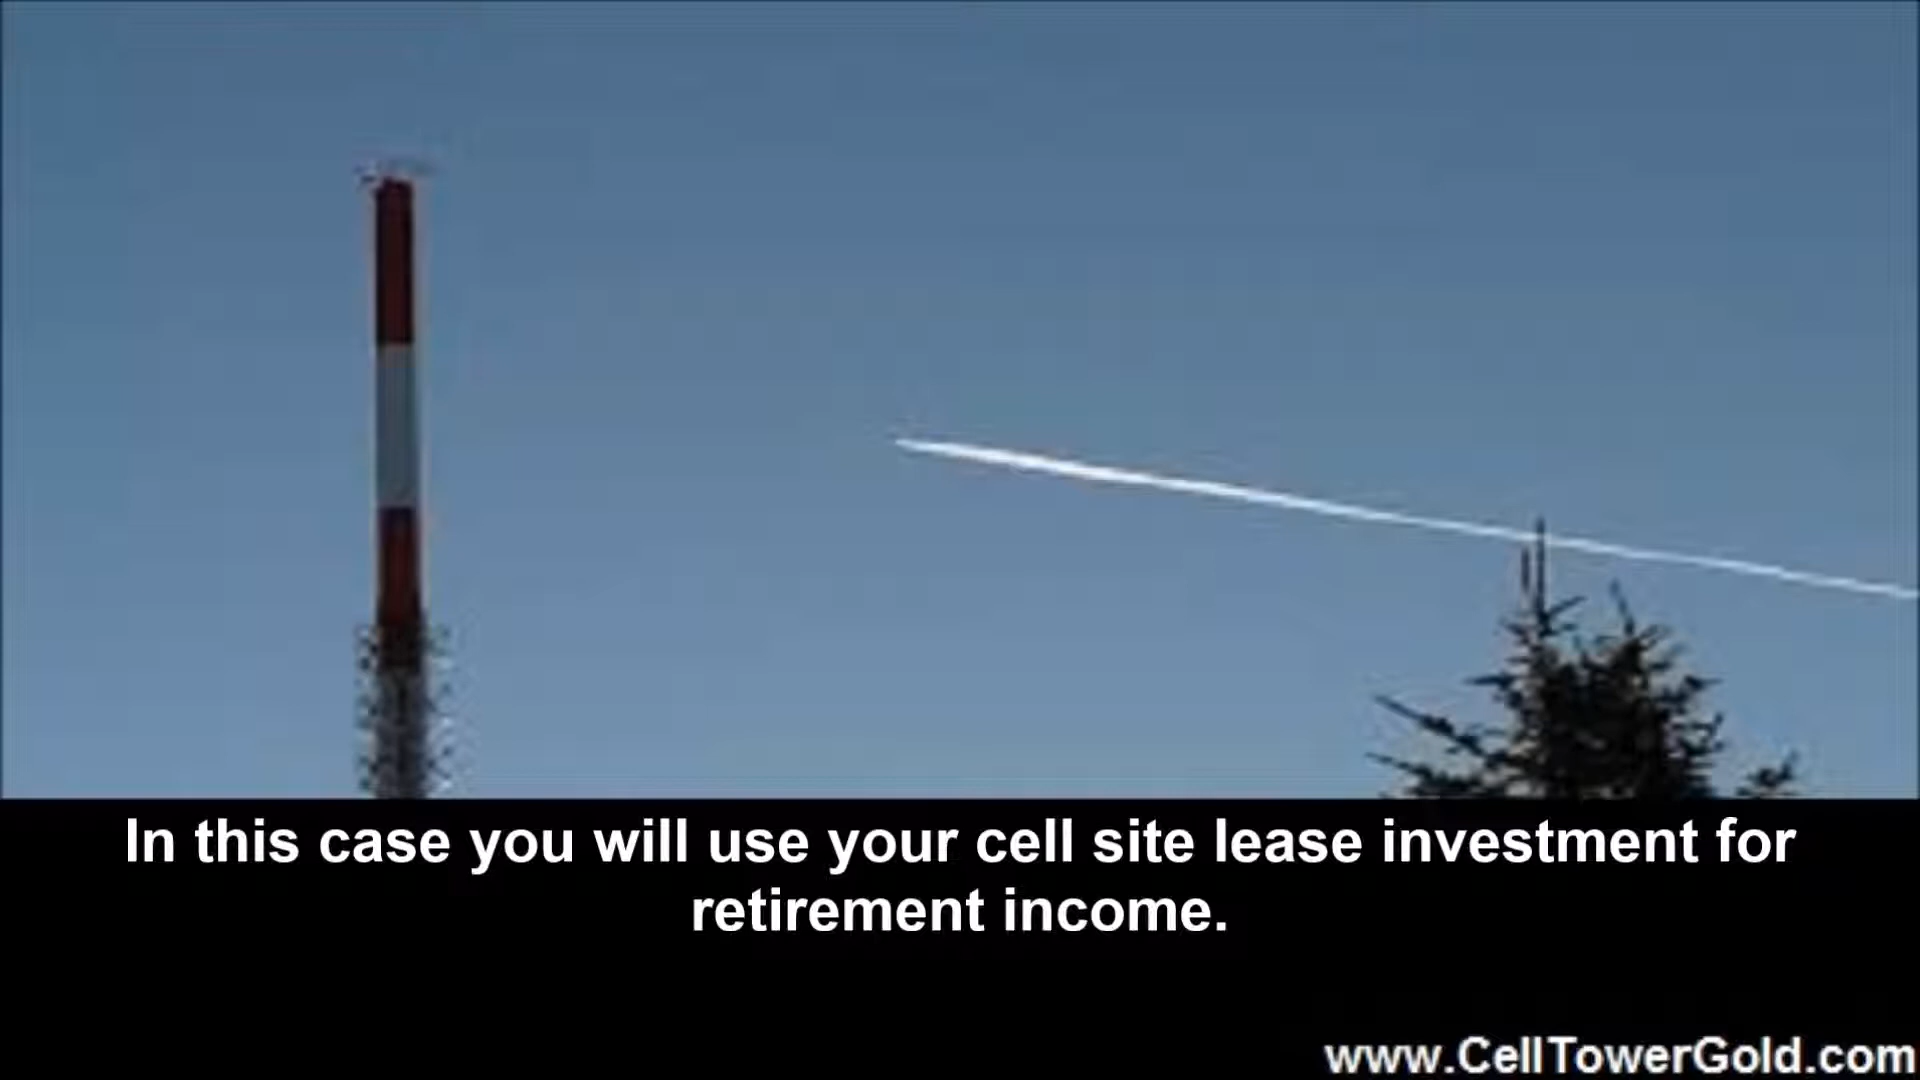 In this case you will use your cell site lease investment for
retirement income.
www.CellTowerGold.com